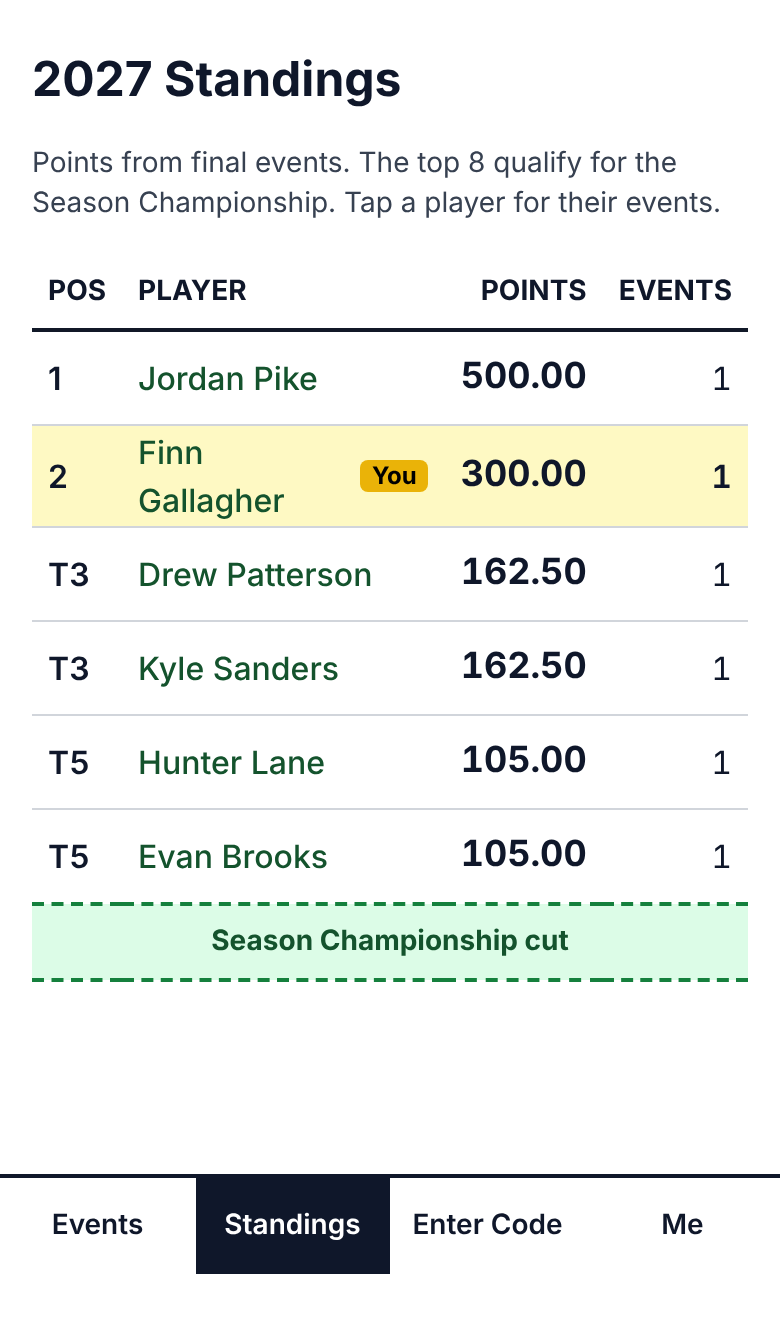 2027 Standings
Points from final events. The top 8 qualify for the
Season Championship. Tap a player for their events.
POS PLAYER POINTS EVENTS
1 Jordan Pike 500.00 1
2 Finn Gallagher You 300.00 1
T3 Drew Patterson 162.50 1
T3 Kyle Sanders 162.50 1
T5 Hunter Lane 105.00 1
T5 Evan Brooks 105.00 1
Season Championship cut
Events Standings Enter Code Me